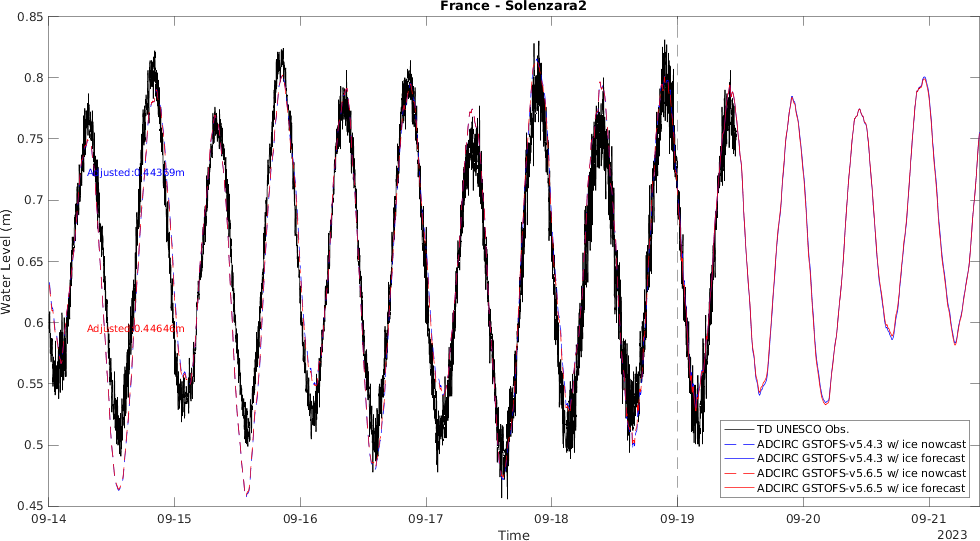 France - Solenzara2
0.85
0.8
0.75
0.7
0.65
0.6
0.55
0.5
0.45
Water Level (m)
Adjusted:0.44369m
Adjusted:0.44646m
TD UNESCO Obs.
ADCIRC GSTOFS-v5.4.3 w/ ice nowcast
ADCIRC GSTOFS-v5.4.3 w/ ice forecast
ADCIRC GSTOFS-v5.6.5 w/ ice nowcast
ADCIRC GSTOFS-v5.6.5 w/ ice forecast
09-14 09-15 09-16 09-17 09-18 09-19 09-20 09-21
Time
2023